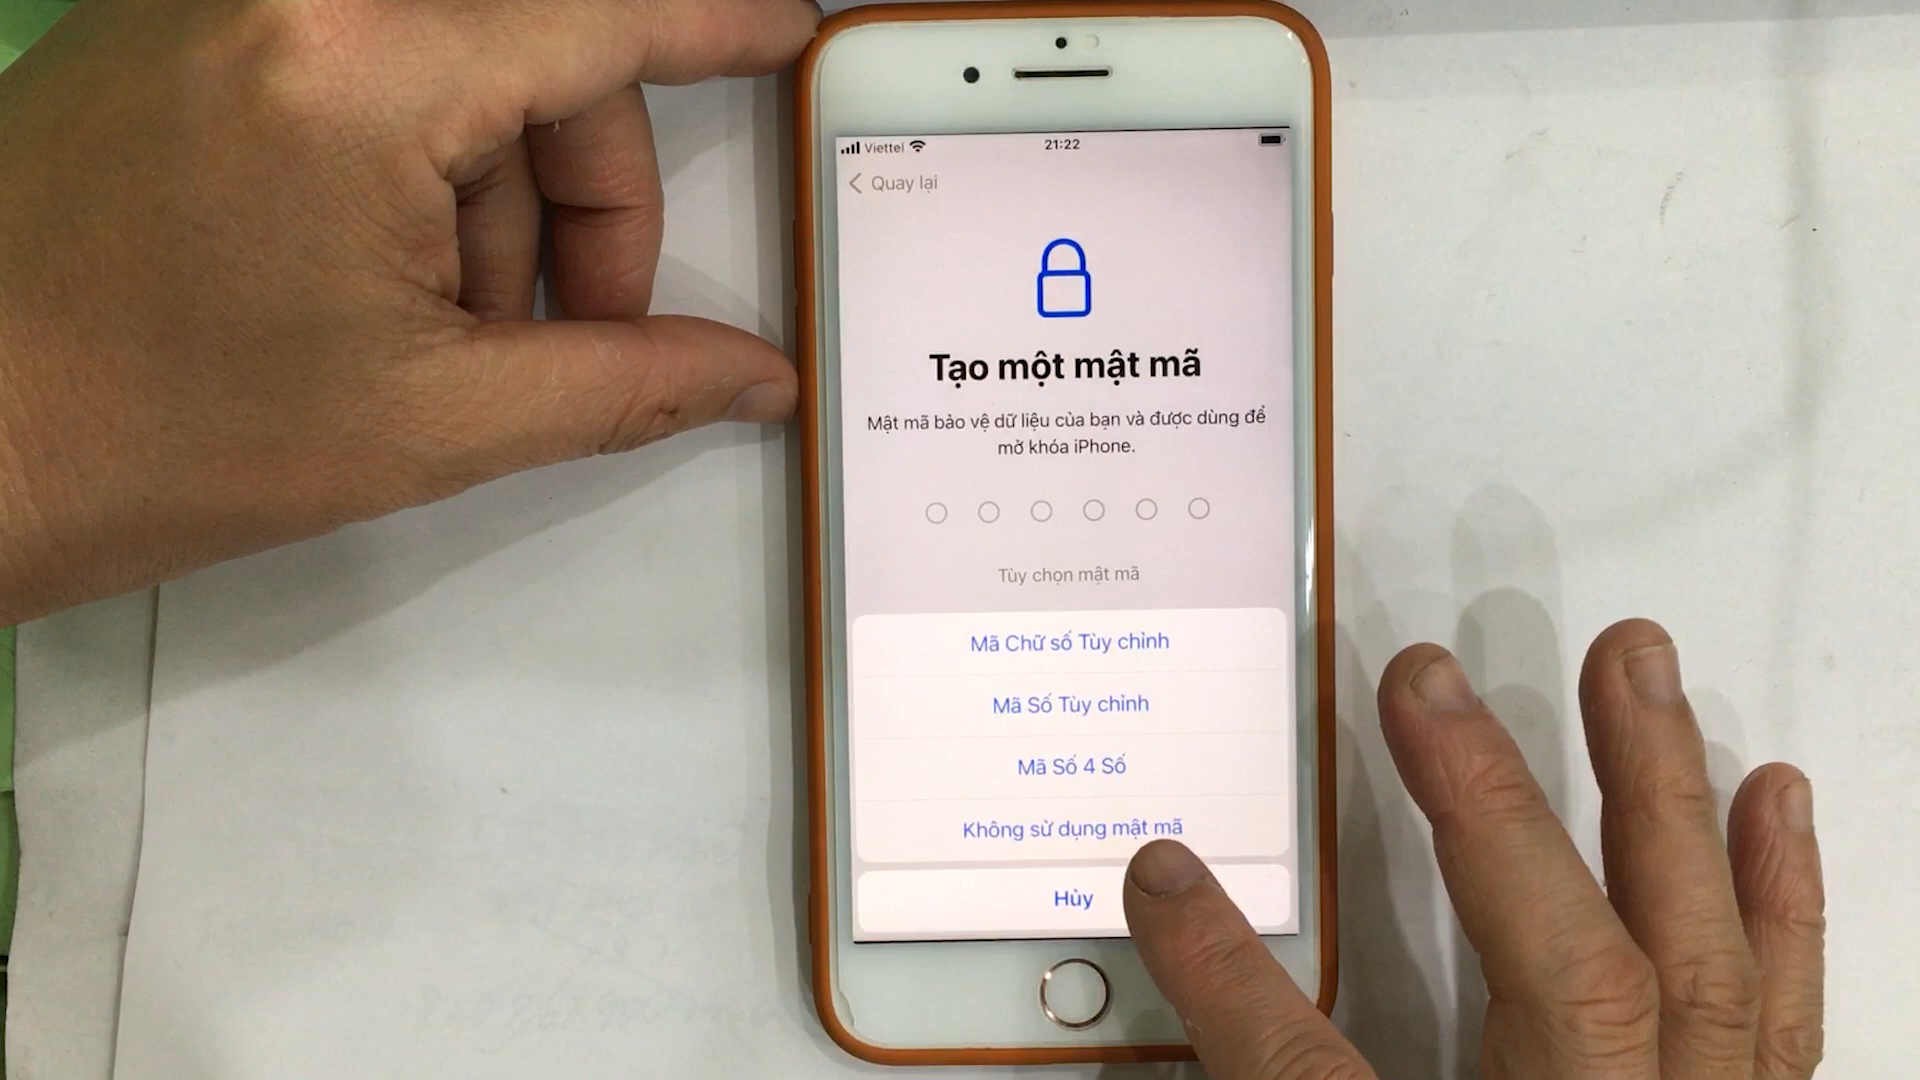 Viettel
21:22
Quay lại
Tạo một mật mã
Mật mã bảo vệ dữ liệu của bạn và được dùng để
mở khóa iPhone.
Tùy chọn mật mã
Mã Chữ số Tùy chỉnh
Mã Số Tùy chỉnh
Mã Số 4 Số
Không sử dụng mật mã
Hủy